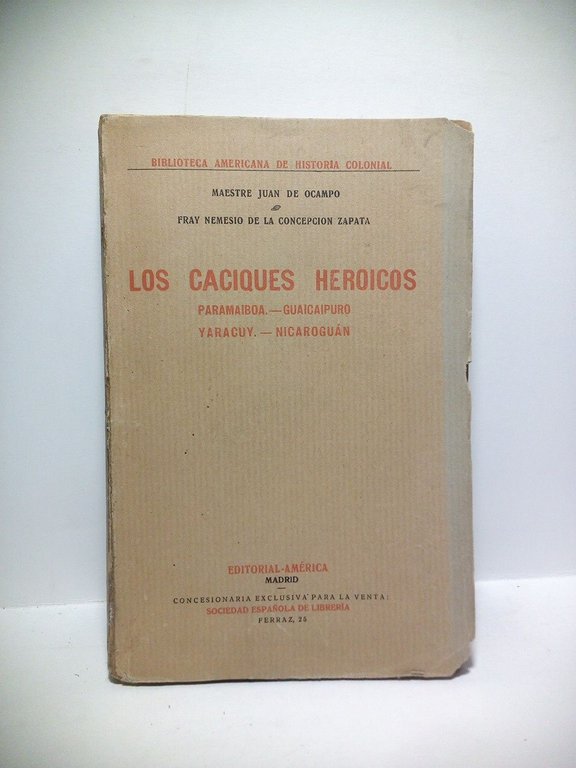 BIBLIOTECA AMERICANA DE HISTORIA COLONIAL
MAESTRE JUAN DE OCAMPO
FRAY NEMESIO DE LA CONCEPCION ZAPATA
LOS CACIQUES HEROICOS
PARAMAIBOA.—GUAICAIPURO
YARACUY.—NICAROGUÁN
EDITORIAL-AMÉRICA
MADRID
CONCESIONARIA EXCLUSIVA PARA LA VENTA:
SOCIEDAD ESPAÑOLA DE LIBRERÍA
FERRAZ, 25